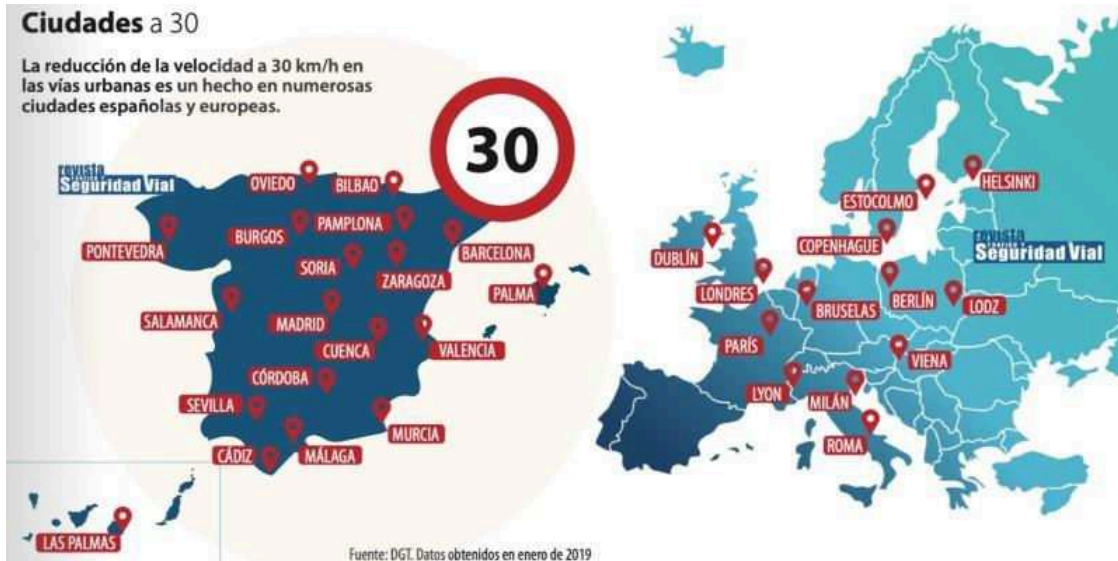 Ciudades a 30
La reducción de la velocidad a 30 km/h en
las vías urbanas es un hecho en numerosas
ciudades españolas y europeas.
30
revista
Seguridad Vial
OVIEDO
BILBAO
PONTEVEDRA
BURGOS
PAMPLONA
BARCELONA
SORIA
ZARAGOZA
PALMA
SALAMANCA
MADRID
CUENCA
VALENCIA
CÓRDOBA
SEVILLA
MURCIA
CÁDIZ
MÁLAGA
LAS PALMAS
Fuente: DGT. Datos obtenidos en enero de 2019
HELSINKI
ESTOCOLMO
COPENHAGUE
DUBLÍN
revista
Seguridad Vial
LONDRES
BRUSELAS
BERLÍN
LODZ
PARÍS
VIENA
LYON
MILÁN
ROMA